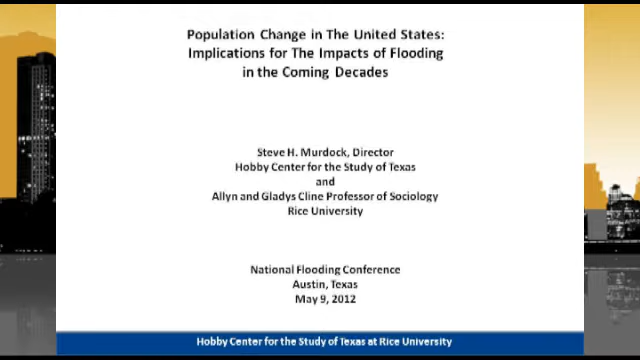 Population Change in The United States:
Implications for The Impacts of Flooding
in the Coming Decades
Steve H. Murdock, Director
Hobby Center for the Study of Texas
and
Allyn and Gladys Cline Professor of Sociology
Rice University
National Flooding Conference
Austin, Texas
May 9, 2012
Hobby Center for the Study of Texas at Rice University